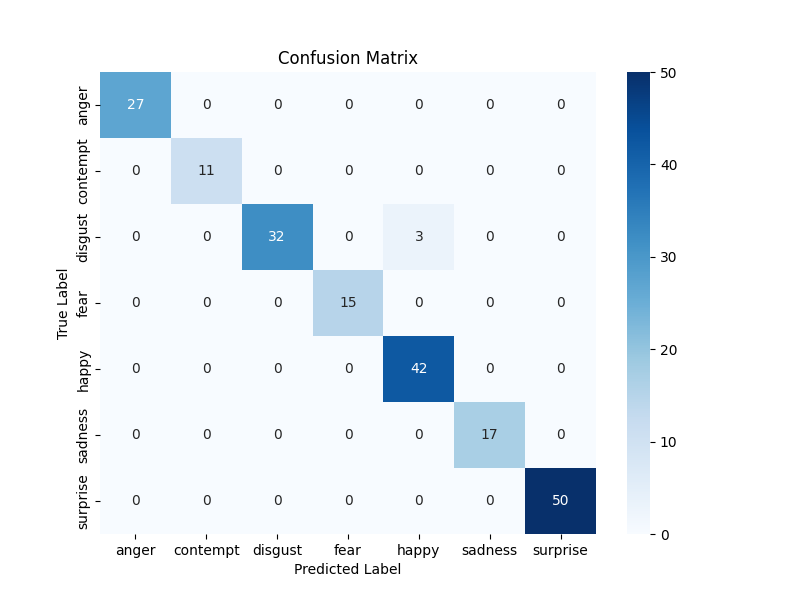 Confusion Matrix
50
anger 27 0 0 0 0 0 0
contempt 0 11 0 0 0 0 0
40
disgust 0 0 32 0 3 0 0
30
True Label
fear 0 0 0 15 0 0 0
20
happy 0 0 0 0 42 0 0
sadness 0 0 0 0 0 17 0
10
surprise 0 0 0 0 0 0 50
0
anger contempt disgust fear happy sadness surprise
Predicted Label